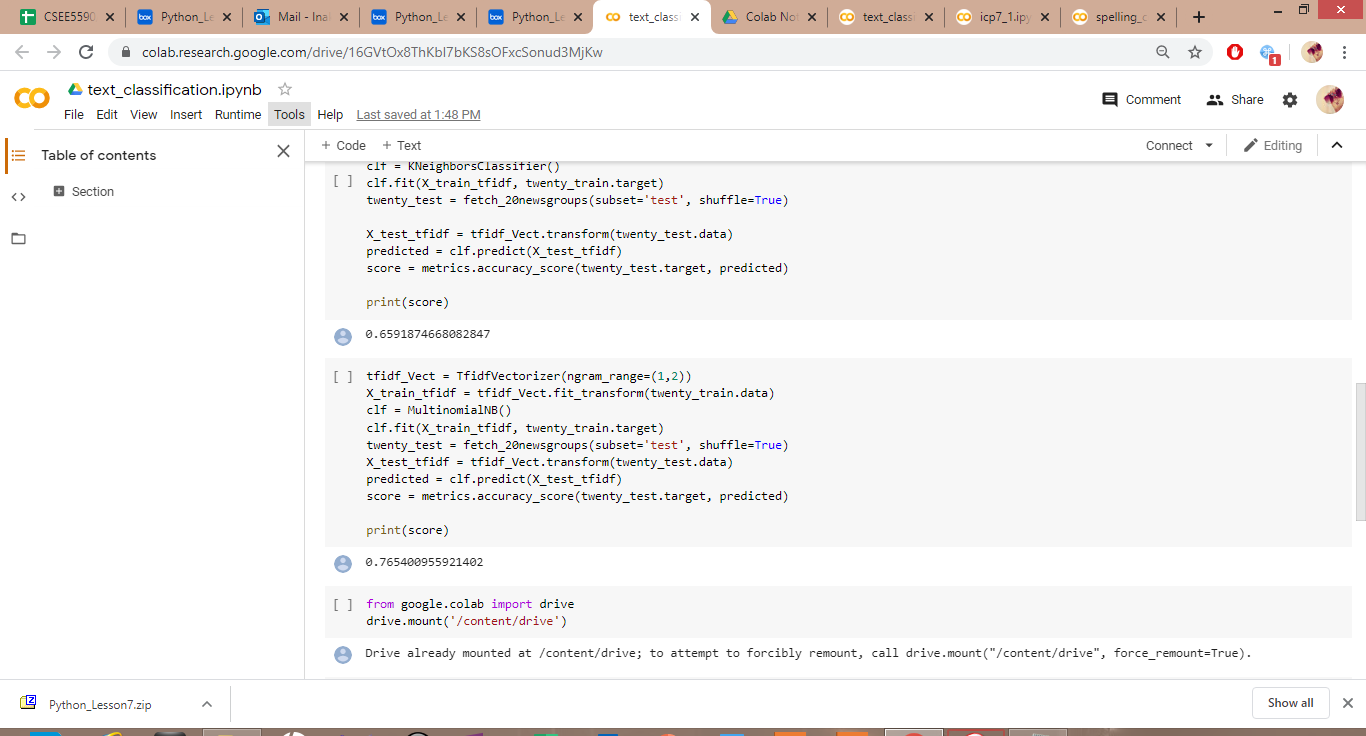 CSEE5590
Python_Le
Mail - Ina
Python_Le
Python_Le
text_classi
Colab Not
text_classi
icp7_1.ipy
spelling_c
colab.research.google.com/drive/16GVtOx8ThKbI7bKS8sOFxcSonud3MjKw
1
text_classification.ipynb
File Edit View Insert Runtime Tools Help Last saved at 1:48 PM
Comment Share
Table of contents
Section
+ Code + Text
Connect Editing
clf = KNeighborsClassifier()
[ ] clf.fit(X_train_tfidf, twenty_train.target)
twenty_test = fetch_20newsgroups(subset='test', shuffle=True)
X_test_tfidf = tfidf_Vect.transform(twenty_test.data)
predicted = clf.predict(X_test_tfidf)
score = metrics.accuracy_score(twenty_test.target, predicted)
print(score)
0.6591874668082847
[ ] tfidf_Vect = TfidfVectorizer(ngram_range=(1,2))
X_train_tfidf = tfidf_Vect.fit_transform(twenty_train.data)
clf = MultinomialNB()
clf.fit(X_train_tfidf, twenty_train.target)
twenty_test = fetch_20newsgroups(subset='test', shuffle=True)
X_test_tfidf = tfidf_Vect.transform(twenty_test.data)
predicted = clf.predict(X_test_tfidf)
score = metrics.accuracy_score(twenty_test.target, predicted)
print(score)
0.765400955921402
[ ] from google.colab import drive
drive.mount('/content/drive')
Drive already mounted at /content/drive; to attempt to forcibly remount, call drive.mount("/content/drive", force_remount=True).
Python_Lesson7.zip
Show all